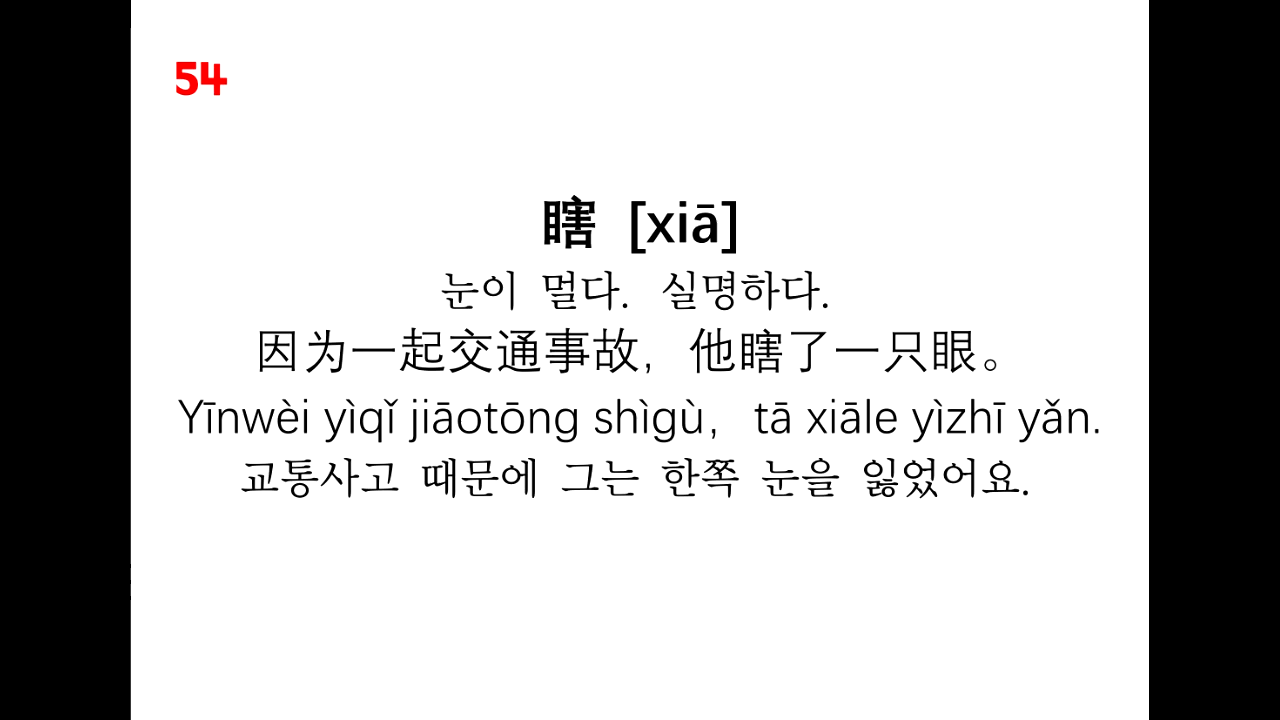 54
瞎 [xiā]
눈이 멀다. 실명하다.
因为一起交通事故，他瞎了一只眼。
Yīnwèi yìqǐ jiāotōng shìgù，tā xiāle yìzhī yǎn.
교통사고 때문에 그는 한쪽 눈을 잃었어요.